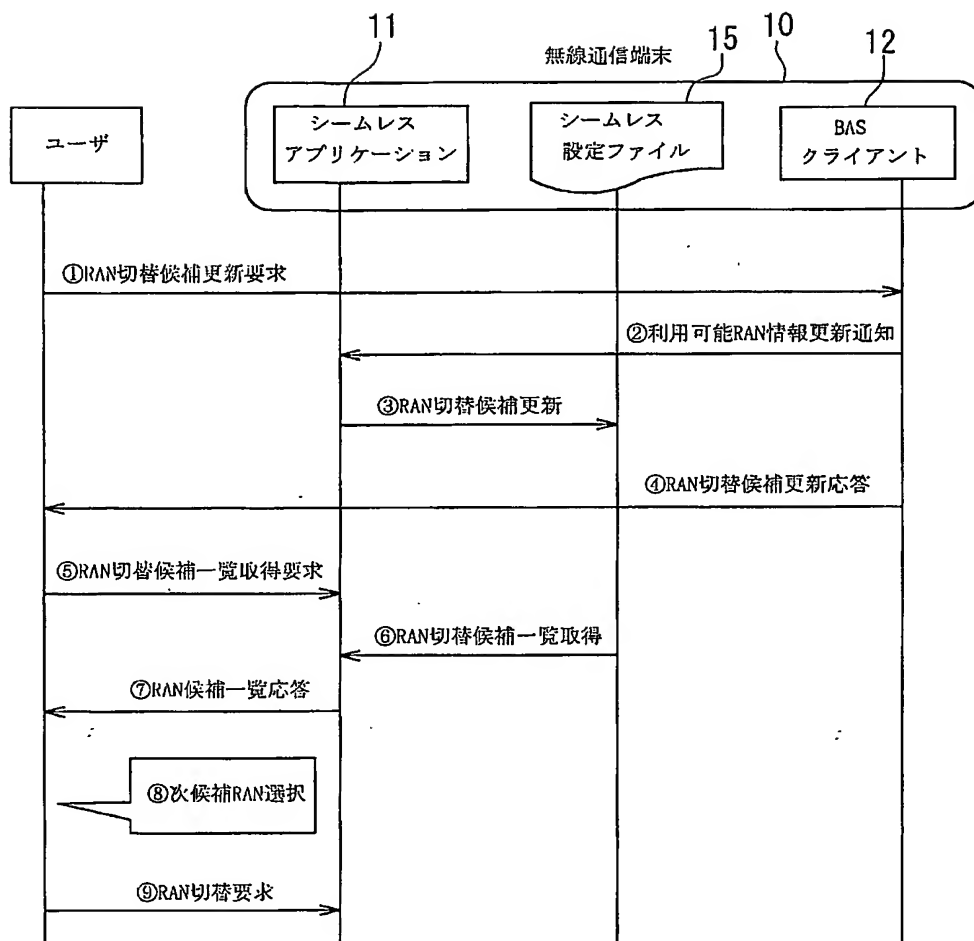 11
無線通信端末
15
10
12
ユーザ
シームレス
アプリケーション
シームレス
設定ファイル
BAS
クライアント
①RAN切替候補更新要求
②利用可能RAN情報更新通知
③RAN切替候補更新
④RAN切替候補更新応答
⑤RAN切替候補一覧取得要求
⑥RAN切替候補一覧取得
⑦RAN候補一覧応答
⑧次候補RAN選択
⑨RAN切替要求